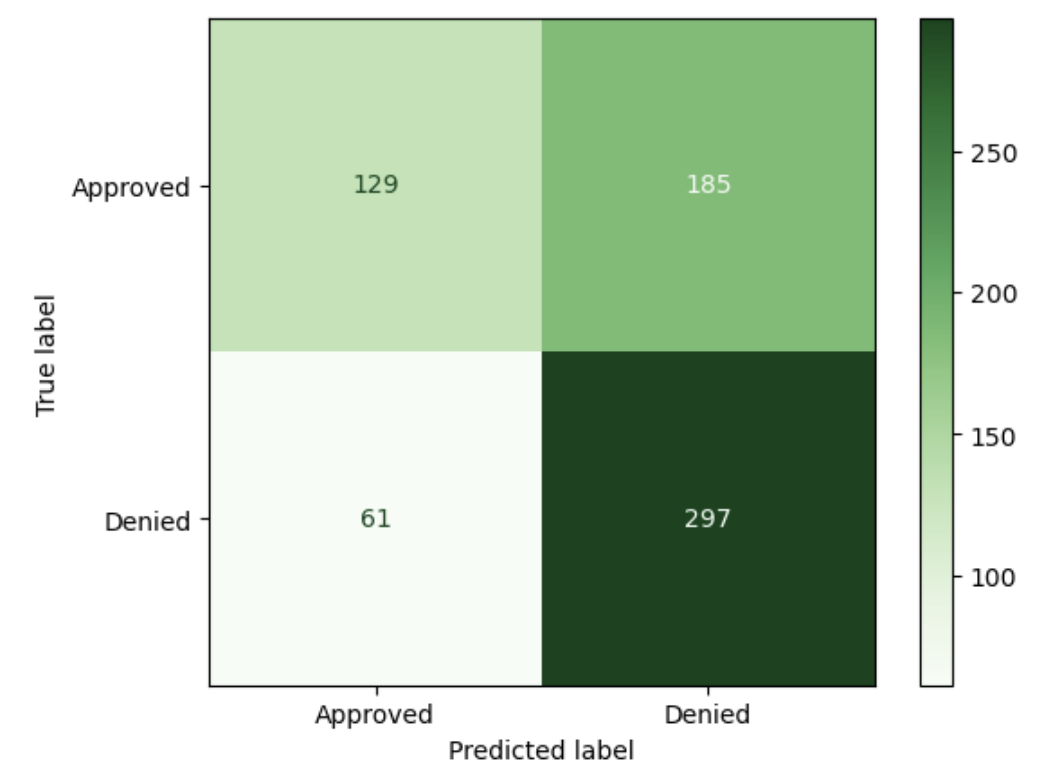 Approved
129
185
250
200
150
100
True label
Denied
61
297
Approved
Denied
Predicted label